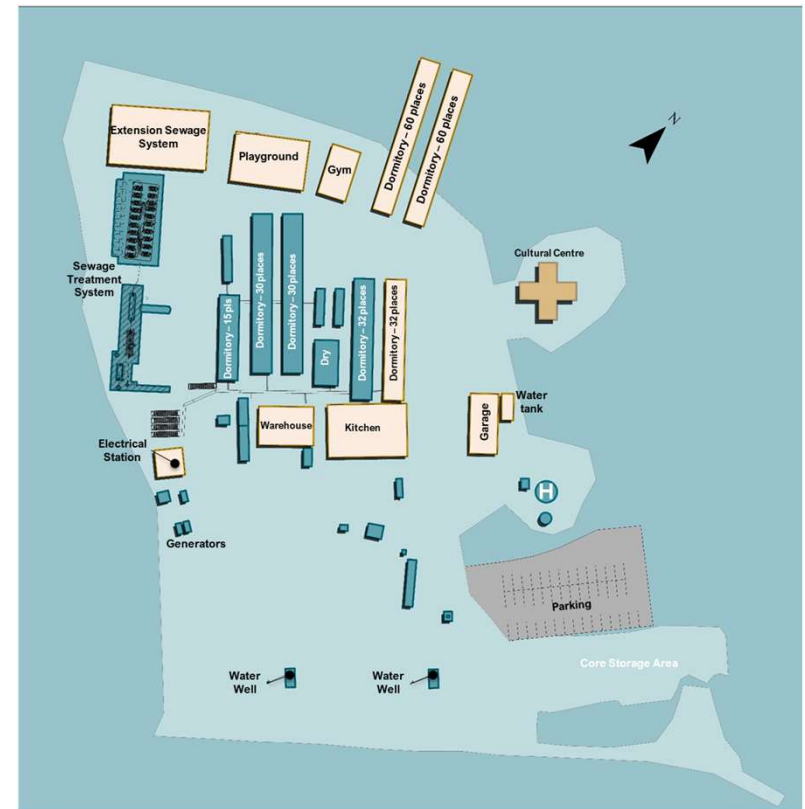 N
Dormitory – 60 places
Dormitory – 60 places
Extension Sewage
System
Playground
Gym
Cultural Centre
Sewage
Treatment
System
Dormitory – 15 pls
Dormitory – 30 places
Dormitory – 30 places
Dry
Dormitory – 32 places
Dormitory – 32 places
Water
tank
Garage
Warehouse
Kitchen
Electrical
Station
H
Generators
Parking
Core Storage Area
Water
Well
Water
Well